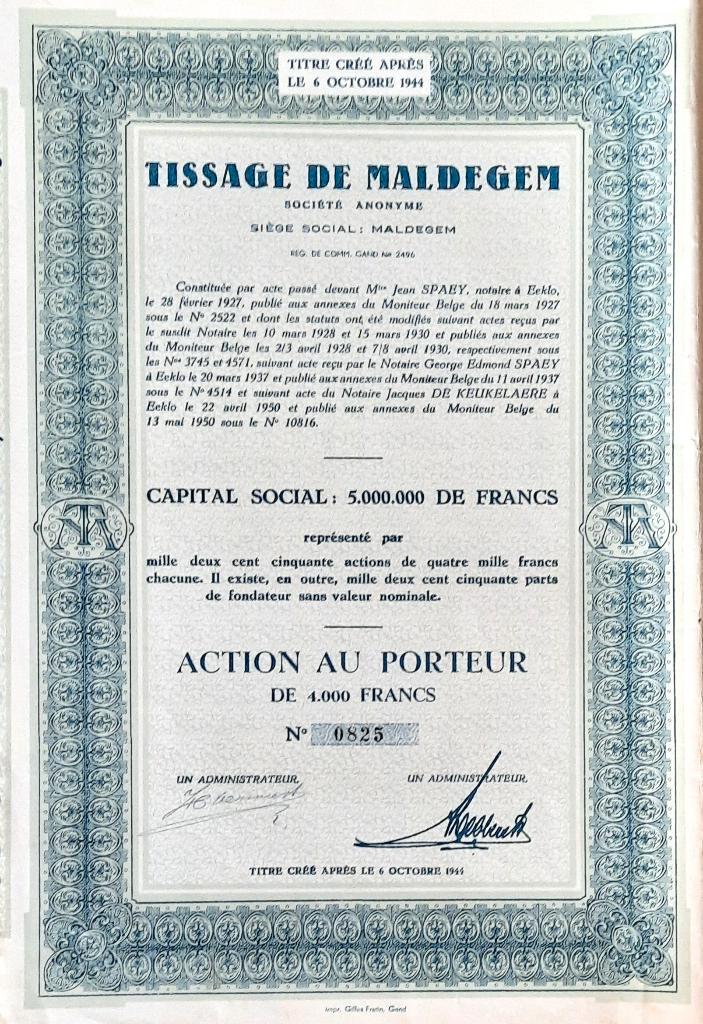 TITRE CRÉÉ APRÈS
LE 6 OCTOBRE 1944
TISSAGE DE MALDEGEM
SOCIÉTÉ ANONYME
SIÈGE SOCIAL: MALDEGEM
REG. DE COMM. GAND No 2496
Constituée par acte passé devant Mtre Jean SPAEY, notaire à Eeklo,
le 28 février 1927, publié aux annexes du Moniteur Belge du 18 mars 1927
sous le No 2522 et dont les statuts ont été modifiés suivant actes reçus par
le susdit Notaire les 10 mars 1928 et 15 mars 1930 et publiés aux annexes
du Moniteur Belge les 2/3 avril 1928 et 7/8 avril 1930, respectivement sous
les Nos 3745 et 4571, suivant acte reçu par le Notaire George Edmond SPAEY
à Eeklo le 20 mars 1937 et publié aux annexes du Moniteur Belge du 11 avril 1937
sous le No 4514 et suivant acte du Notaire Jacques DE KEUKELAERE à
Eeklo le 22 avril 1950 et publié aux annexes du Moniteur Belge du
13 mai 1950 sous le No 10816.
CAPITAL SOCIAL: 5.000.000 DE FRANCS
représenté par
mille deux cent cinquante actions de quatre mille francs
chacune. Il existe, en outre, mille deux cent cinquante parts
de fondateur sans valeur nominale.
ACTION AU PORTEUR
DE 4.000 FRANCS
No 0825
UN ADMINISTRATEUR, UN ADMINISTRATEUR,
TITRE CRÉÉ APRÈS LE 6 OCTOBRE 1944
Impr. Gand